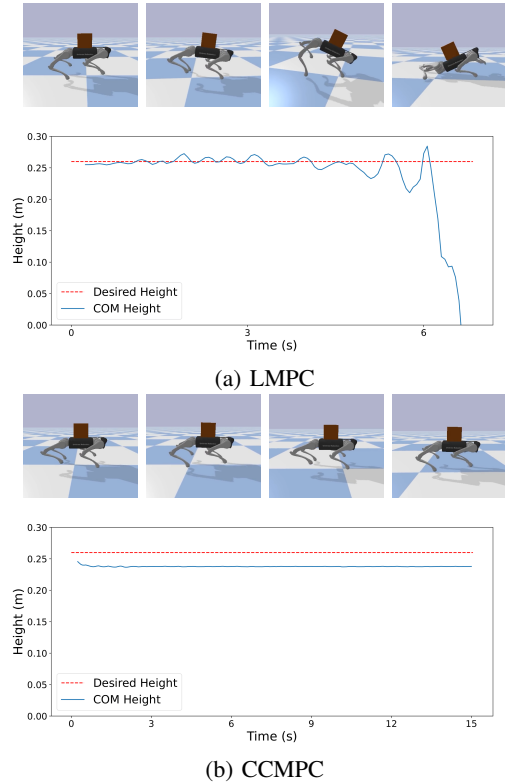 0.30
0.25
0.20
0.15
0.10
0.05
0.00
Height (m)
Desired Height
COM Height
0
3
6
Time (s)
(a) LMPC
0.30
0.25
0.20
0.15
0.10
0.05
0.00
Height (m)
Desired Height
COM Height
0
3
6
9
12
15
Time (s)
(b) CCMPC